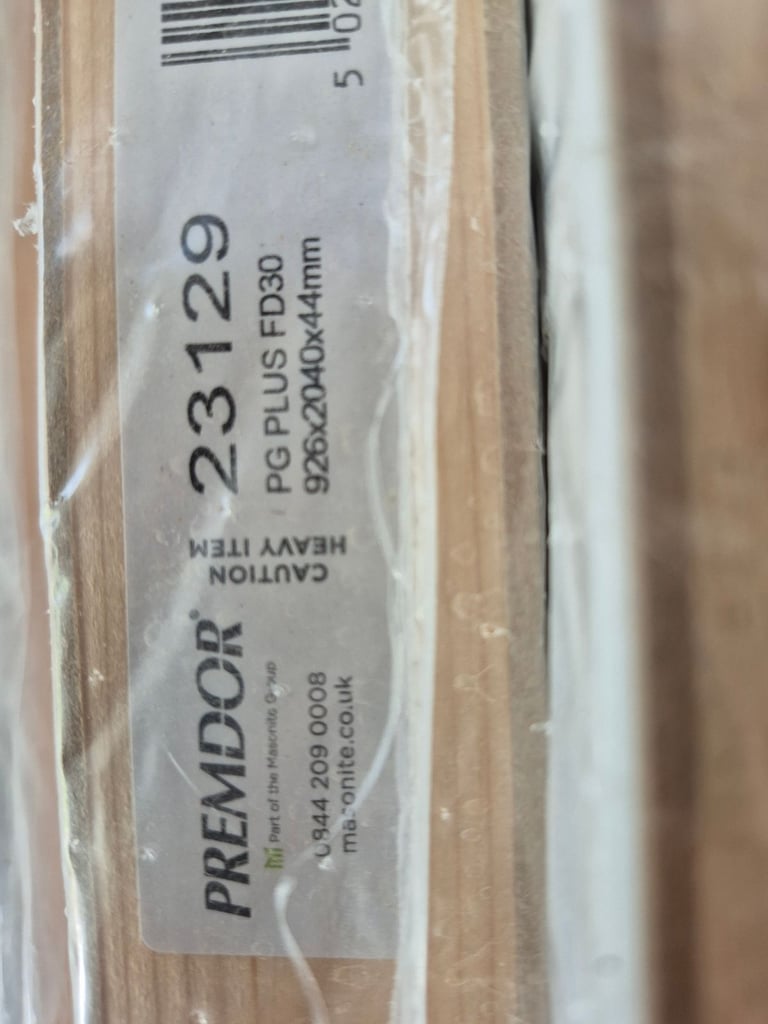 PREMDOR®
Part of the Masonite Group
0844 209 0008
masonite.co.uk
CAUTION
HEAVY ITEM
23129
PG PLUS FD30
926x2040x44mm
5 02